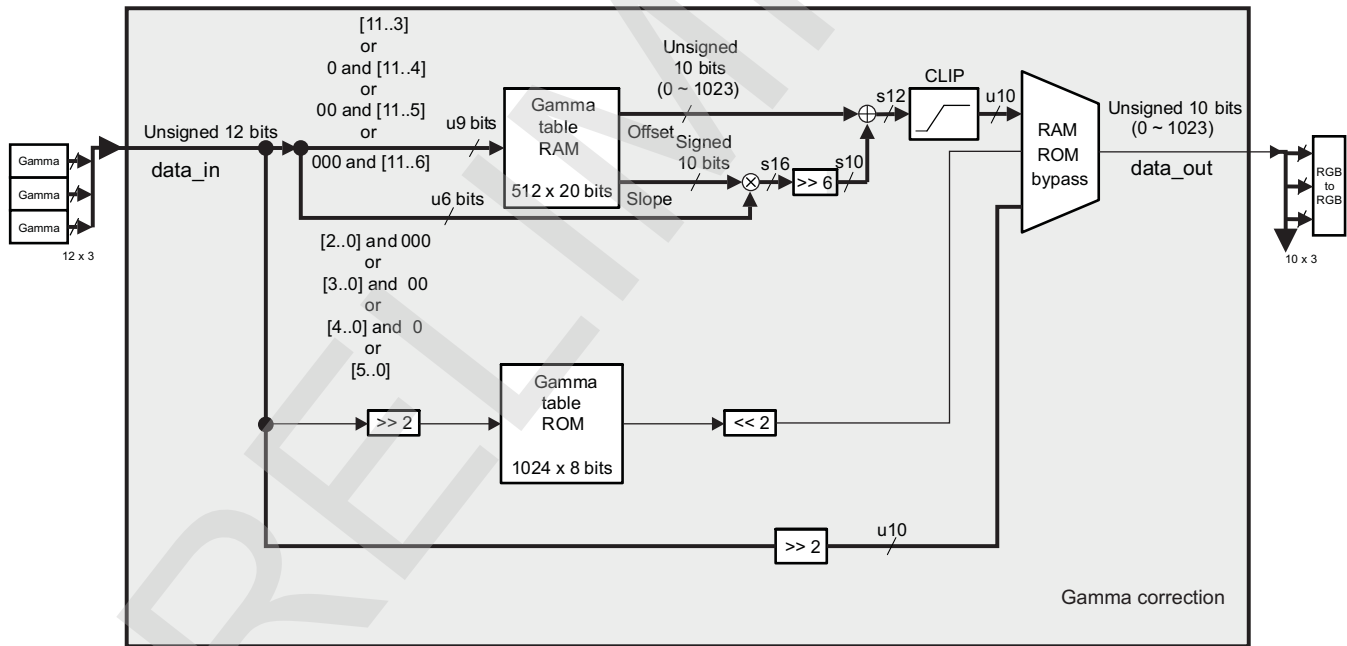 [11..3]
or
0 and [11..4]
or
00 and [11..5]
or
000 and [11..6]
Unsigned 12 bits
data_in
Gamma
Gamma
Gamma
12 x 3
u9 bits
u6 bits
Gamma
table
RAM
512 x 20 bits
Unsigned
10 bits
(0 ~ 1023)
Offset
Signed
10 bits
Slope
s16
>> 6
s10
s12
CLIP
u10
RAM
ROM
bypass
Unsigned 10 bits
(0 ~ 1023)
data_out
RGB
to
RGB
10 x 3
[2..0] and 000
or
[3..0] and 00
or
[4..0] and 0
or
[5..0]
>> 2
Gamma
table
ROM
1024 x 8 bits
<< 2
>> 2
u10
Gamma correction
RELIM